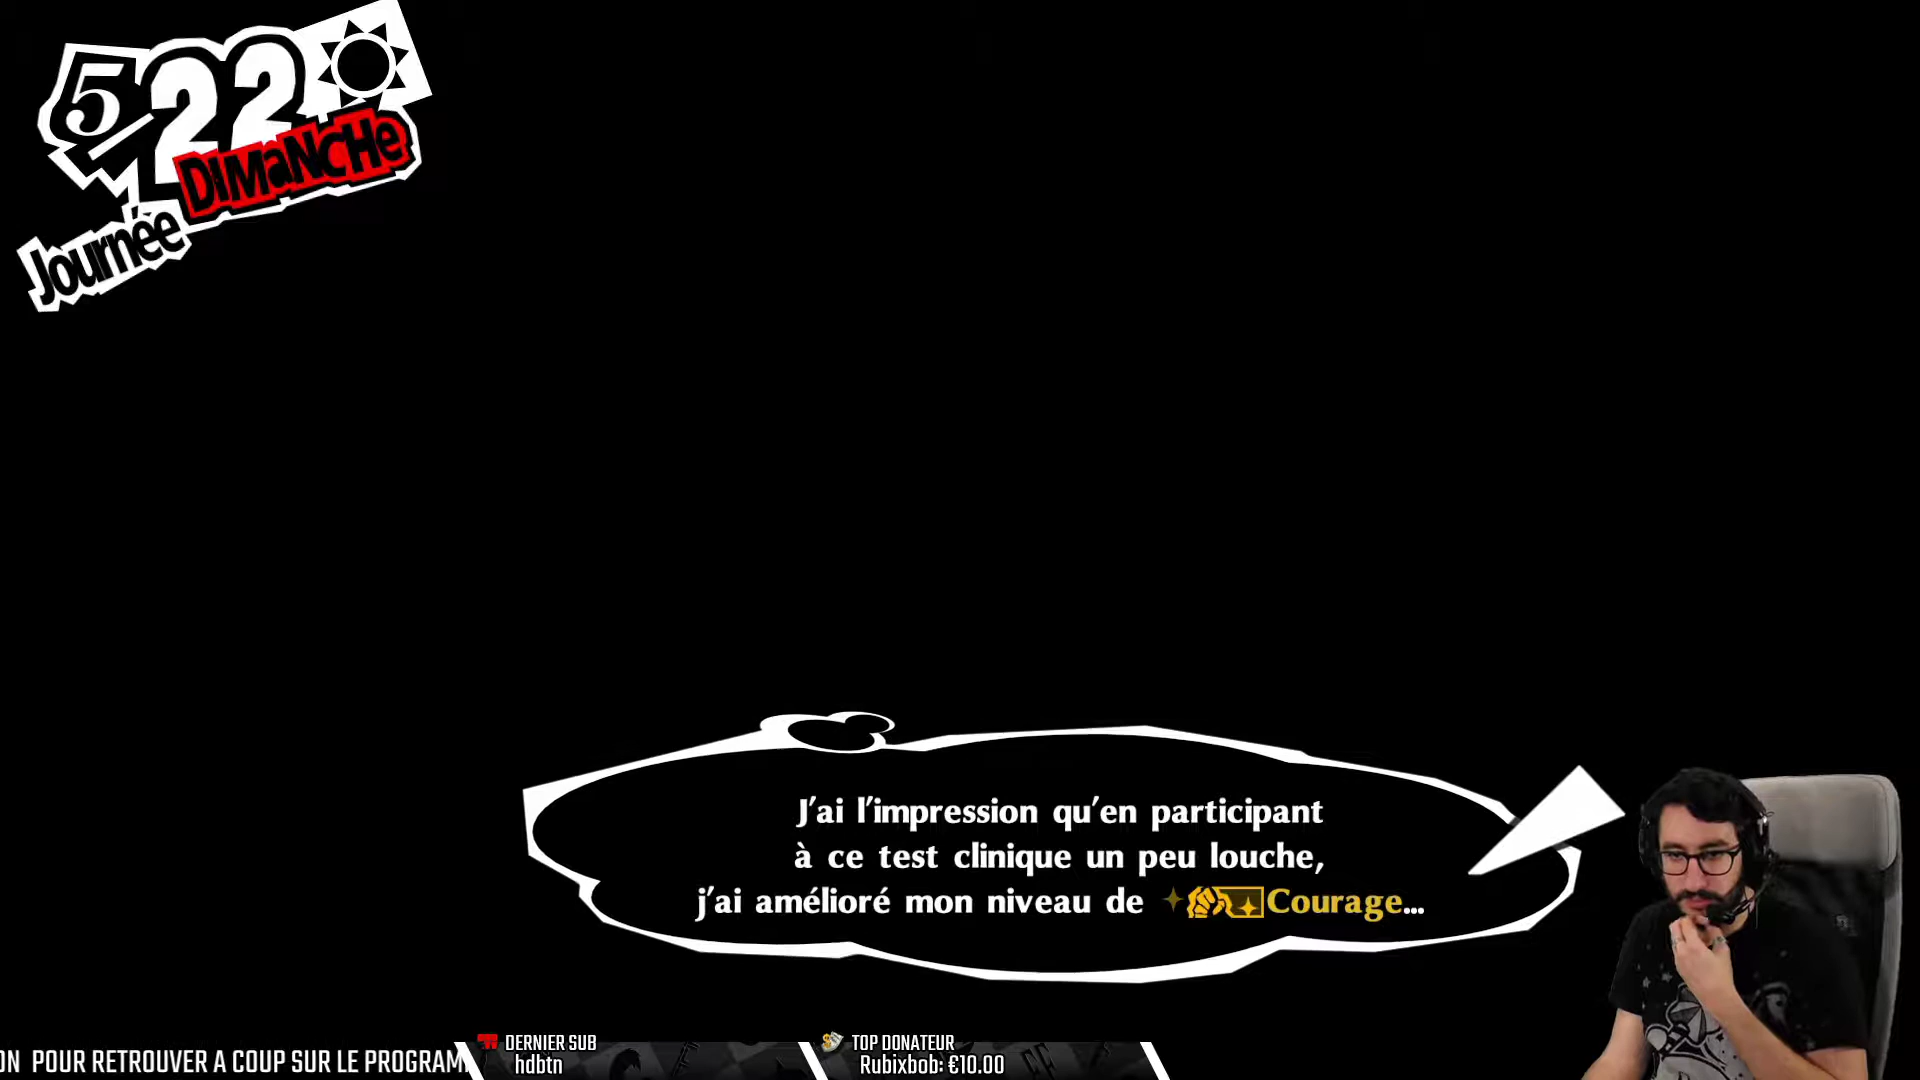 5/22
DIMaNCHe
Journée
J'ai l'impression qu'en participant
à ce test clinique un peu louche,
j'ai amélioré mon niveau de Courage...
ON POUR RETROUVER A COUP SUR LE PROGRAM
DERNIER SUB
hdbtn
TOP DONATEUR
Rubixbob: €10.00